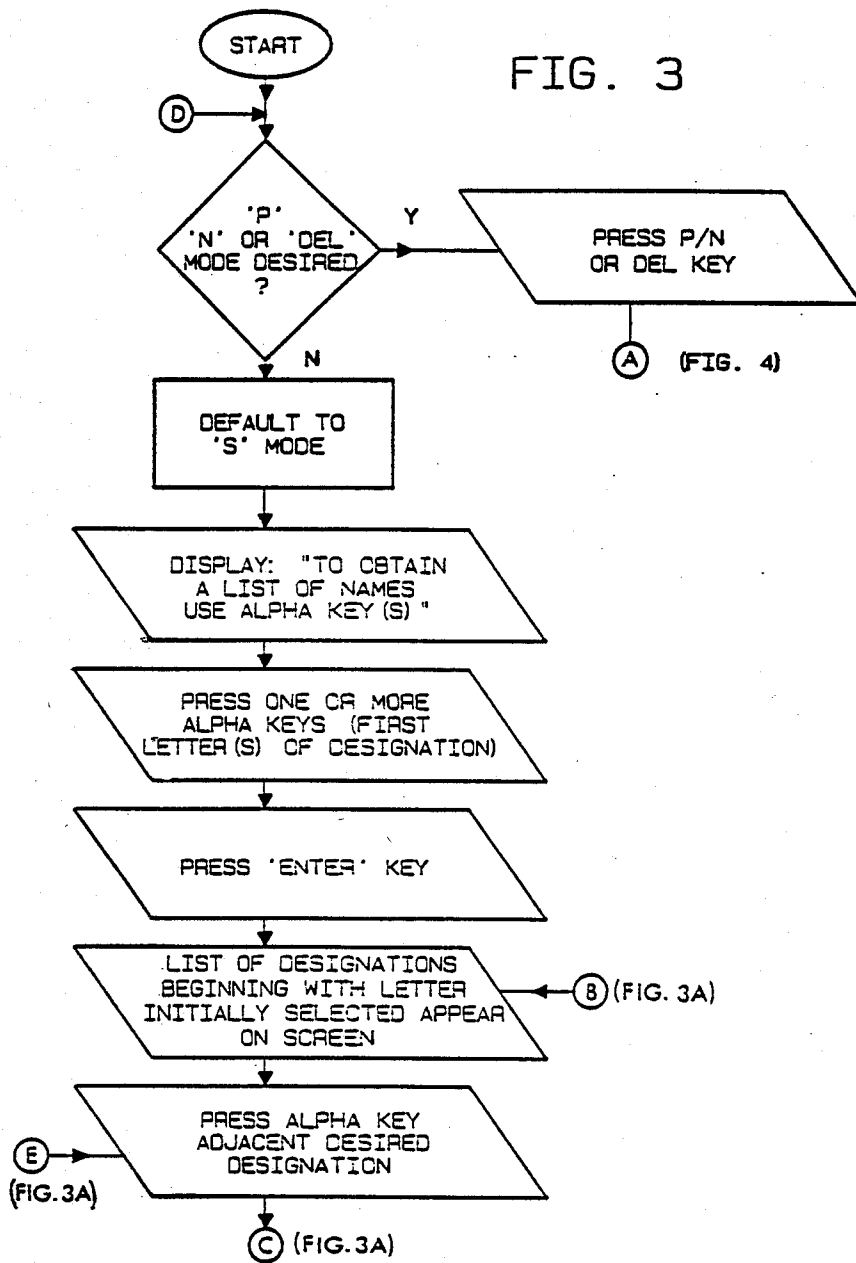 START
FIG. 3
D
'P'
'N' OR 'DEL'
MODE DESIRED
?
Y
PRESS P/N
OR DEL KEY
A (FIG. 4)
N
DEFAULT TO
'S' MODE
DISPLAY: "TO OBTAIN
A LIST OF NAMES
USE ALPHA KEY(S)"
PRESS ONE OR MORE
ALPHA KEYS (FIRST
LETTER(S) OF DESIGNATION)
PRESS 'ENTER' KEY
LIST OF DESIGNATIONS
BEGINNING WITH LETTER
INITIALLY SELECTED APPEAR
ON SCREEN
B (FIG. 3A)
PRESS ALPHA KEY
ADJACENT DESIRED
DESIGNATION
E
(FIG. 3A)
C (FIG. 3A)